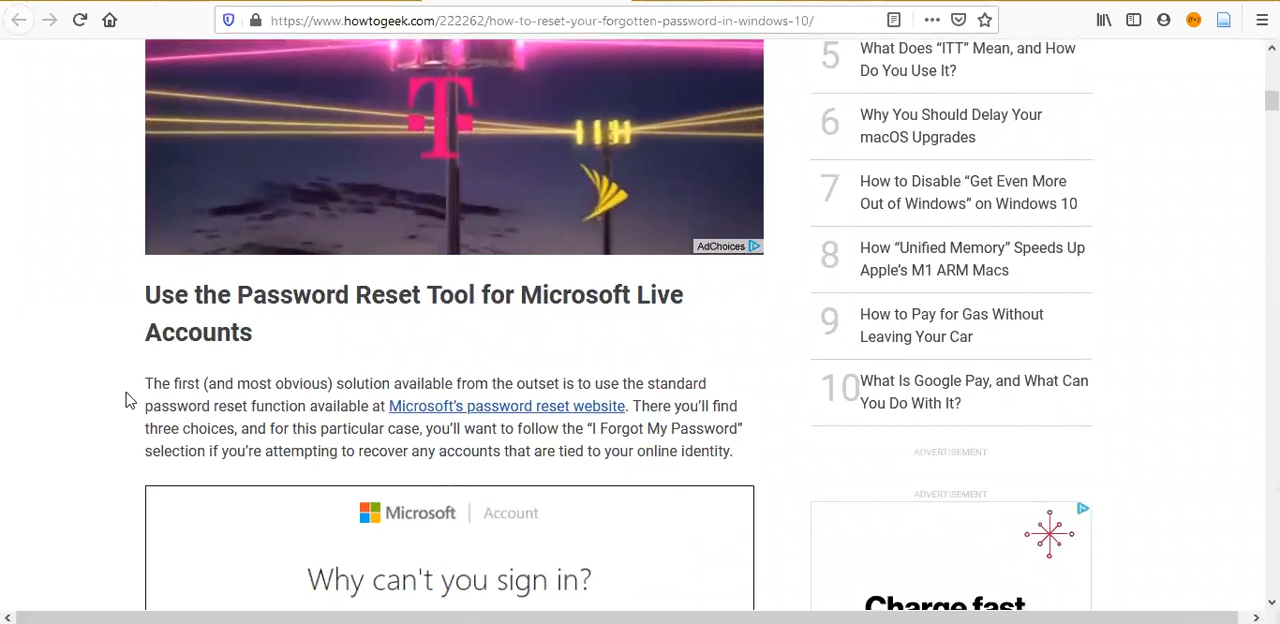 https://www.howtogeek.com/222262/how-to-reset-your-forgotten-password-in-windows-10/
T
AdChoices
Use the Password Reset Tool for Microsoft Live
Accounts
The first (and most obvious) solution available from the outset is to use the standard
password reset function available at Microsoft's password reset website. There you'll find
three choices, and for this particular case, you'll want to follow the “I Forgot My Password”
selection if you're attempting to recover any accounts that are tied to your online identity.
Microsoft | Account
Why can't you sign in?
5 What Does “ITT” Mean, and How
Do You Use It?
6 Why You Should Delay Your
macOS Upgrades
7 How to Disable “Get Even More
Out of Windows” on Windows 10
8 How “Unified Memory” Speeds Up
Apple's M1 ARM Macs
9 How to Pay for Gas Without
Leaving Your Car
10 What Is Google Pay, and What Can
You Do With It?
ADVERTISEMENT
ADVERTISEMENT
Charge fast